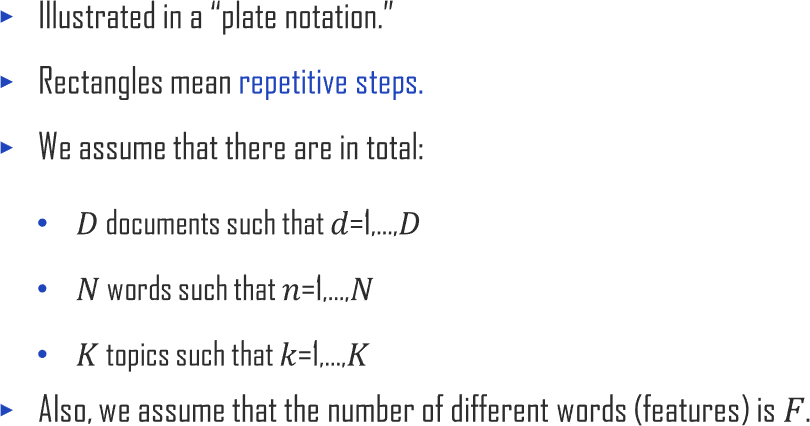 ▸ Illustrated in a “plate notation.”
▸ Rectangles mean repetitive steps.
▸ We assume that there are in total:
• D documents such that d=1,...,D
• N words such that n=1,...,N
• K topics such that k=1,...,K
▸ Also, we assume that the number of different words (features) is F.